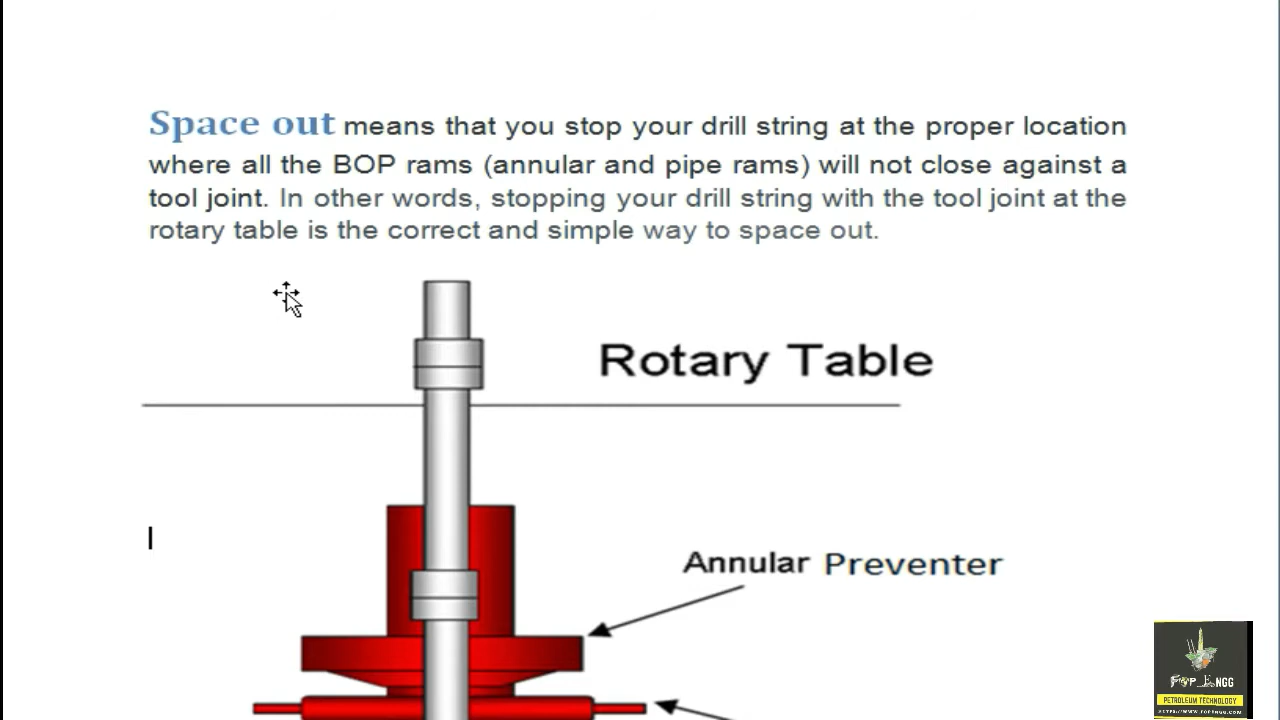 Space out means that you stop your drill string at the proper location
where all the BOP rams (annular and pipe rams) will not close against a
tool joint. In other words, stopping your drill string with the tool joint at the
rotary table is the correct and simple way to space out.
Rotary Table
Annular Preventer
PETROLEUM TECHNOLOGY